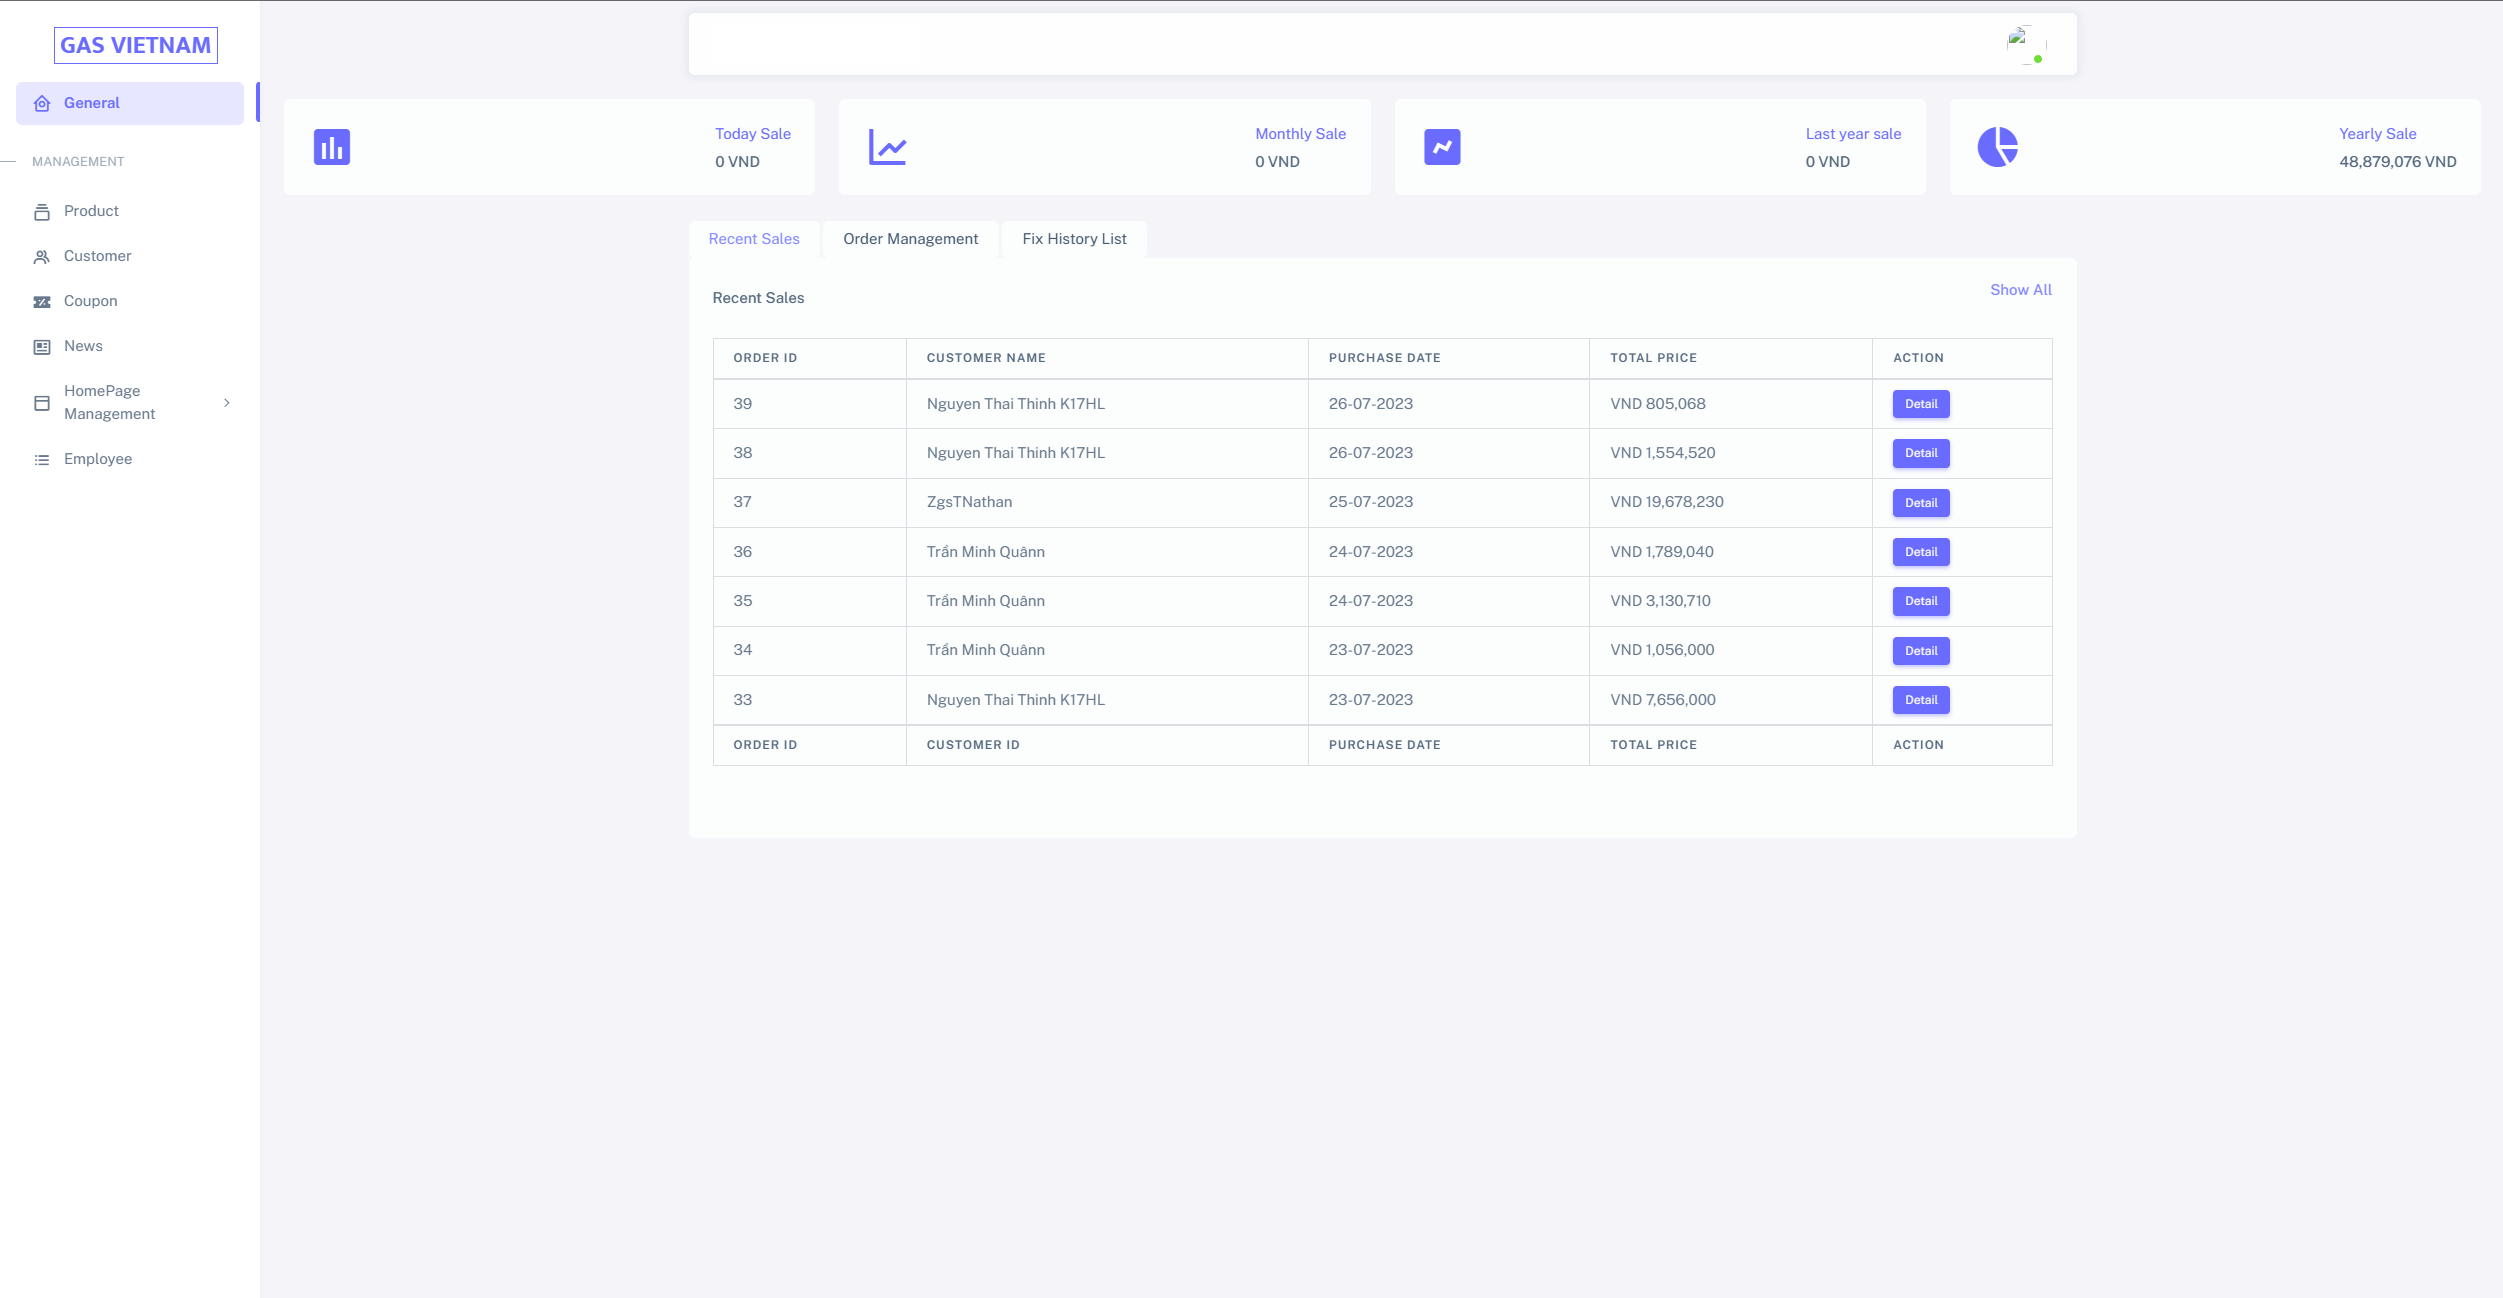 GAS VIETNAM
General
MANAGEMENT
Product
Customer
Coupon
News
HomePage
Management
Employee
Today Sale
0 VND
Monthly Sale
0 VND
Last year sale
0 VND
Yearly Sale
48,879,076 VND
Recent Sales Order Management Fix History List
Recent Sales Show All
ORDER ID CUSTOMER NAME PURCHASE DATE TOTAL PRICE ACTION
39 Nguyen Thai Thinh K17HL 26-07-2023 VND 805,068 Detail
38 Nguyen Thai Thinh K17HL 26-07-2023 VND 1,554,520 Detail
37 ZgsTNathan 25-07-2023 VND 19,678,230 Detail
36 Trần Minh Quânn 24-07-2023 VND 1,789,040 Detail
35 Trần Minh Quânn 24-07-2023 VND 3,130,710 Detail
34 Trần Minh Quânn 23-07-2023 VND 1,056,000 Detail
33 Nguyen Thai Thinh K17HL 23-07-2023 VND 7,656,000 Detail
ORDER ID CUSTOMER ID PURCHASE DATE TOTAL PRICE ACTION